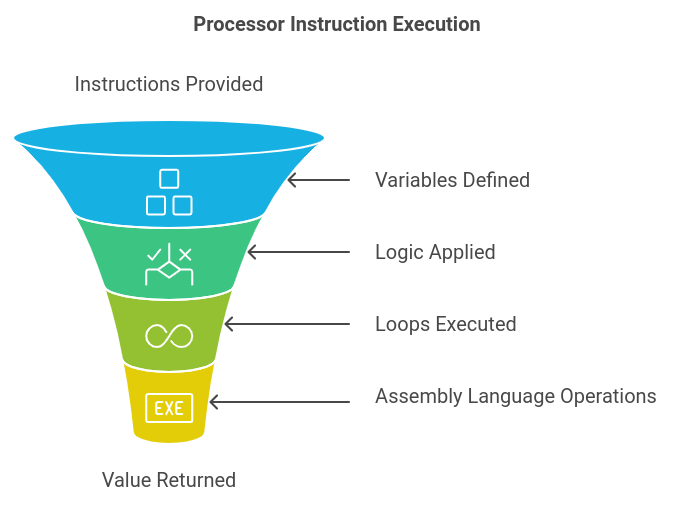 Processor Instruction Execution
Instructions Provided
Variables Defined
Logic Applied
Loops Executed
EXE
Assembly Language Operations
Value Returned